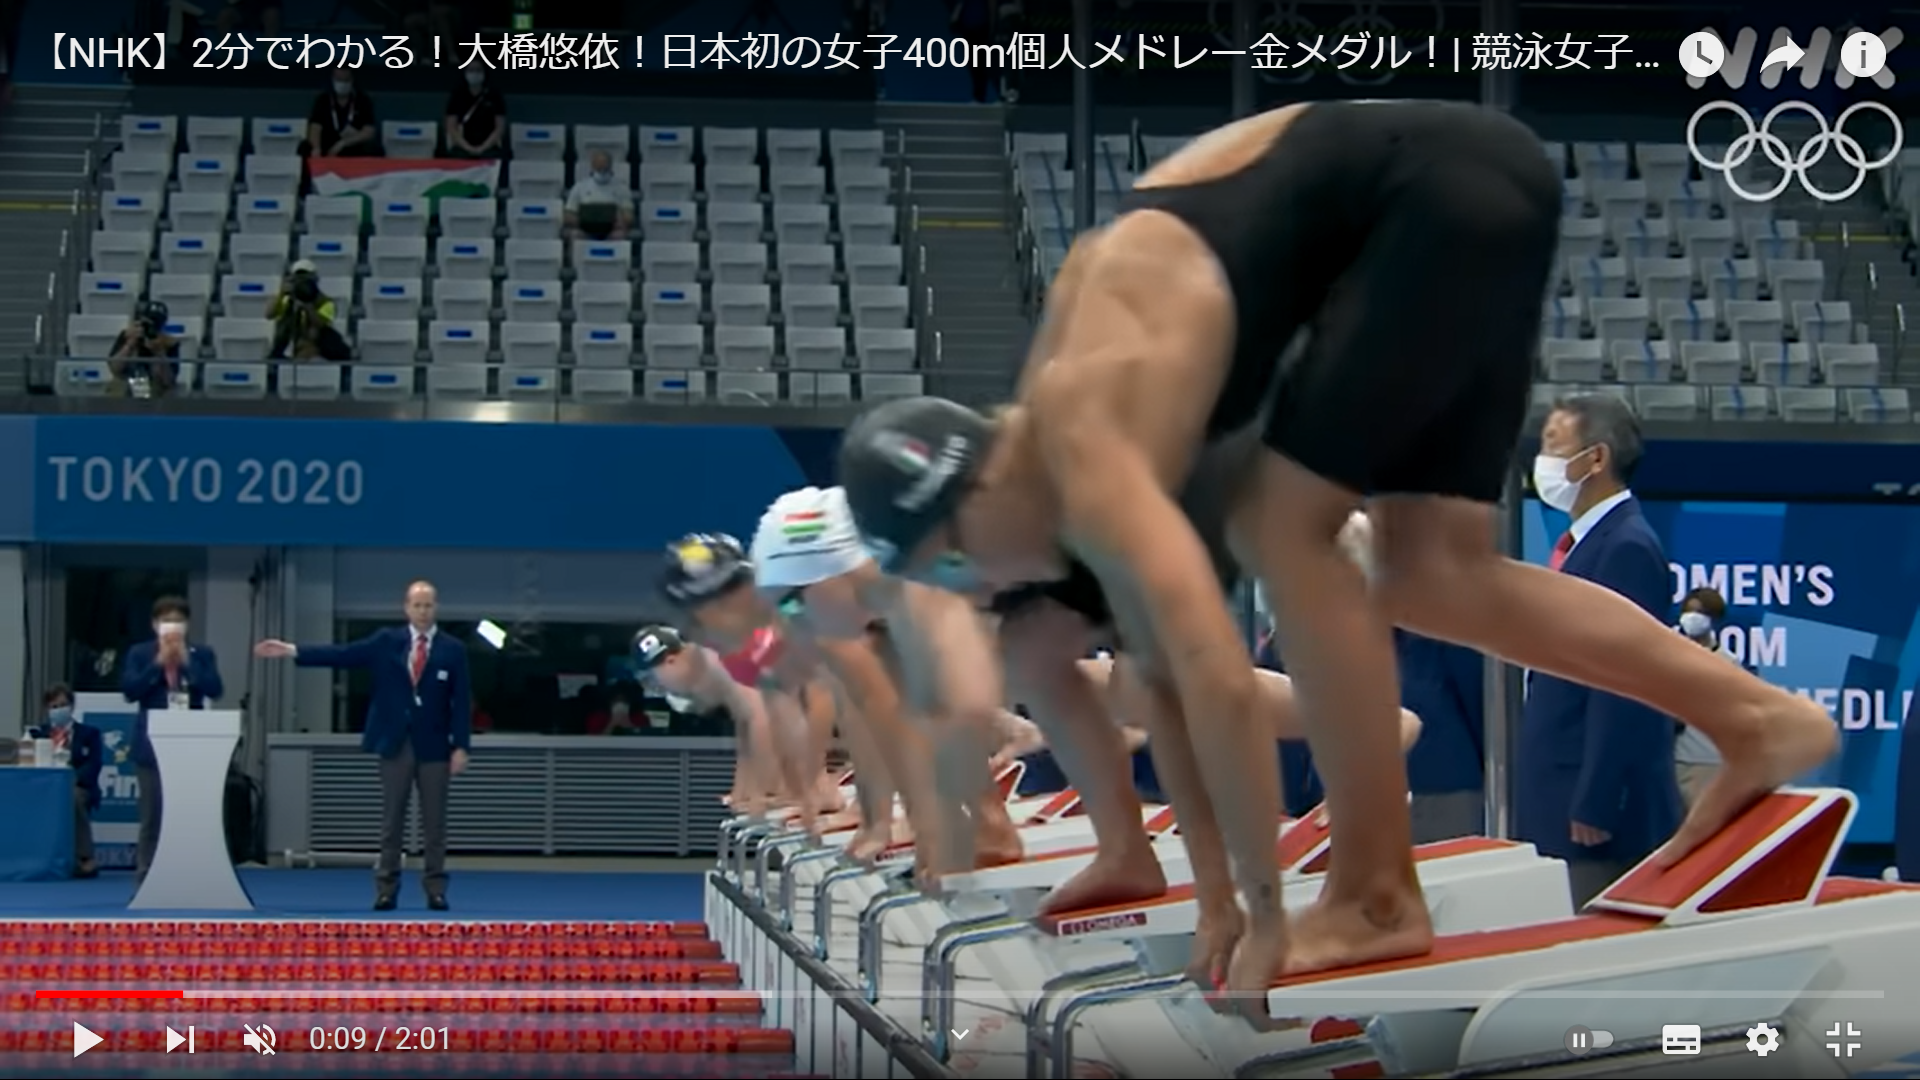 【NHK】2分でわかる！大橋悠依！日本初の女子400m個人メドレー金メダル！| 競泳女子...
NHK
TOKYO 2020
OMEN'S
OM
MEDL
fin
OMEGA
0:09 / 2:01